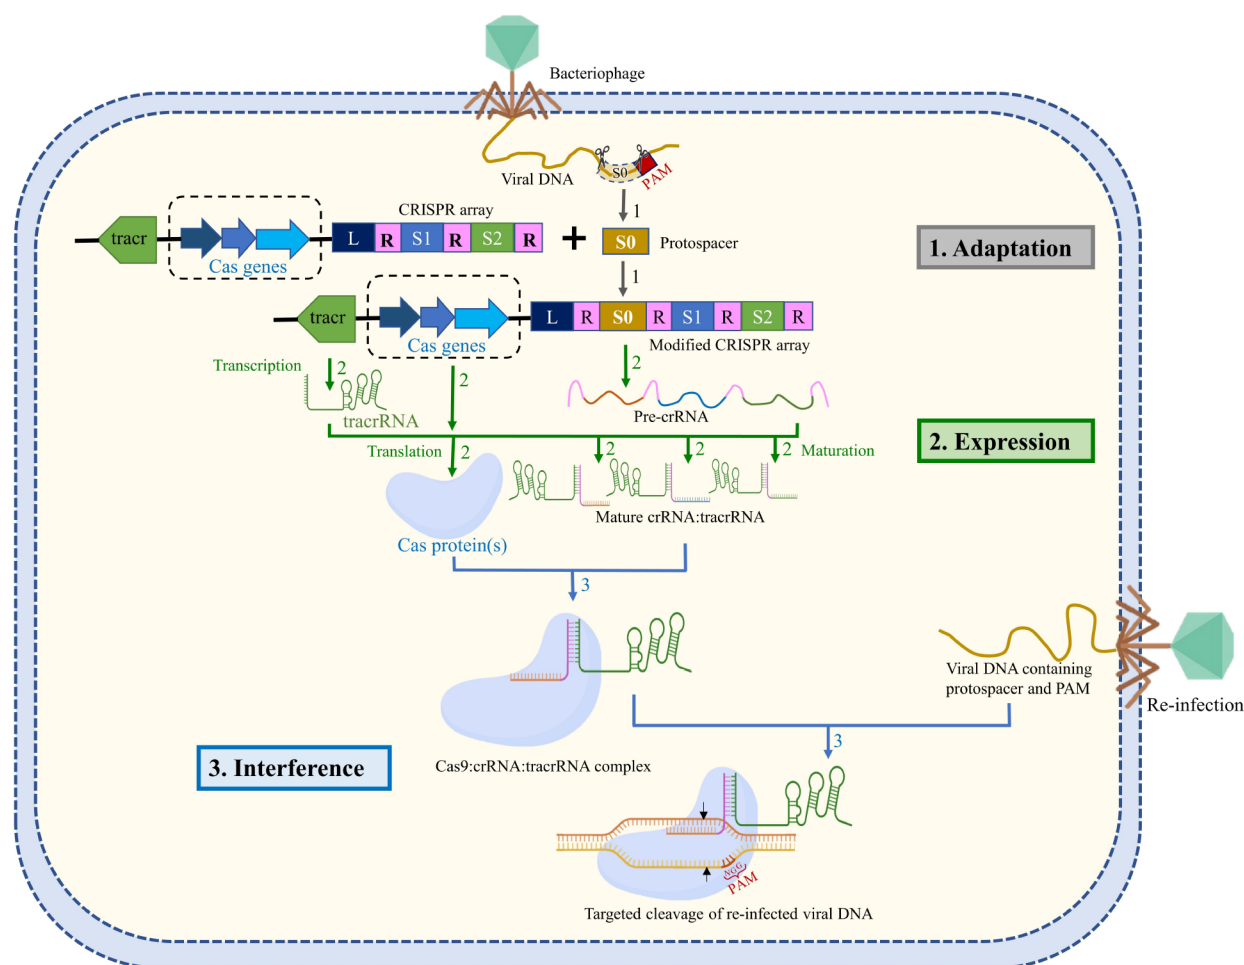 Bacteriophage
Viral DNA
S0
PAM
1
CRISPR array
tracr
L R S1 R S2 R
+
S0
Protospacer
Cas genes
1. Adaptation
1
tracr
L R S0 R S1 R S2 R
Cas genes
Modified CRISPR array
Transcription
2
2
2
tracrRNA
Pre-crRNA
2. Expression
Translation
2
2
2
2
Maturation
Mature crRNA:tracrRNA
Cas protein(s)
3
Viral DNA containing
protospacer and PAM
Re-infection
3
3. Interference
Cas9:crRNA:tracrRNA complex
NGG
PAM
Targeted cleavage of re-infected viral DNA